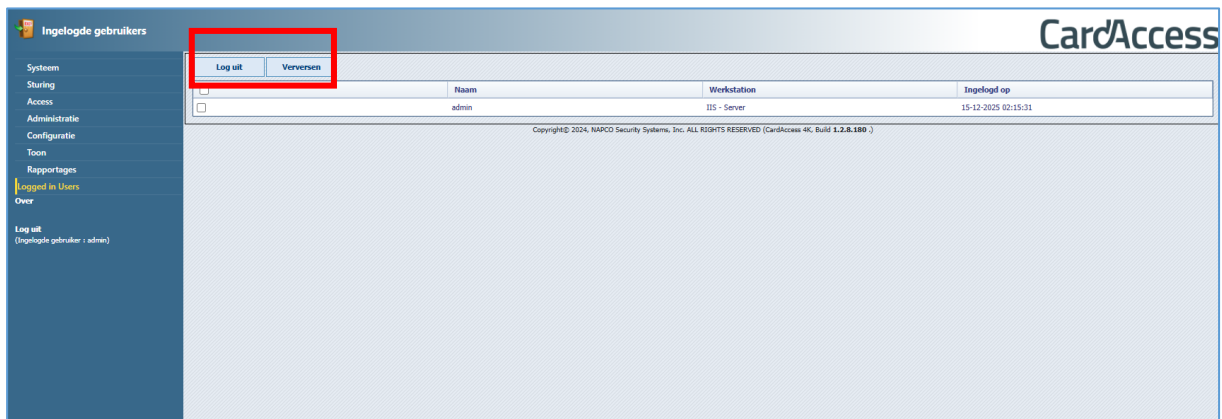 Ingelogde gebruikers
CardAccess
Systeem
Sturing
Access
Administratie
Configuratie
Toon
Rapportages
Logged in Users
Over
Log uit
(Ingelogde gebruiker : admin)
Log uit Verversen
Naam Werkstation Ingelogd op
admin IIS - Server 15-12-2025 02:15:31
Copyright© 2024, NAPCO Security Systems, Inc. ALL RIGHTS RESERVED (CardAccess 4K, Build 1.2.8.180 .)